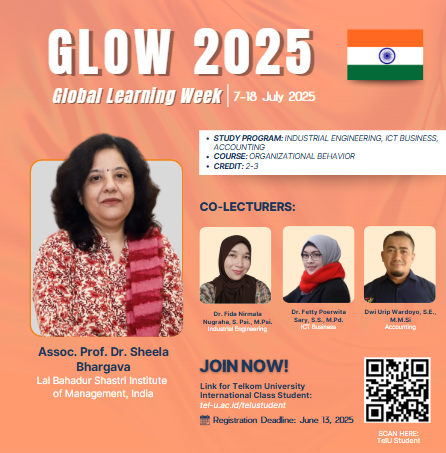 GLOW 2025
Global Learning Week | 7-18 July 2025
• STUDY PROGRAM: INDUSTRIAL ENGINEERING, ICT BUSINESS,
ACCOUNTING
• COURSE: ORGANIZATIONAL BEHAVIOR
• CREDIT: 2-3
CO-LECTURERS:
Dr. Fida Nirmala
Nugraha, S. Psi., M.Psi.
Industrial Engineering
Dr. Fetty Poerwita
Sary, S.S., M.Pd.
ICT Business
Dwi Urip Wardoyo, S.E.,
M.M.Si
Accounting
Assoc. Prof. Dr. Sheela
Bhargava
Lal Bahadur Shastri Institute
of Management, India
JOIN NOW!
Link for Telkom University
International Class Student:
tel-u.ac.id/telustudent
Registration Deadline: June 13, 2025
SCAN HERE:
TelU Student